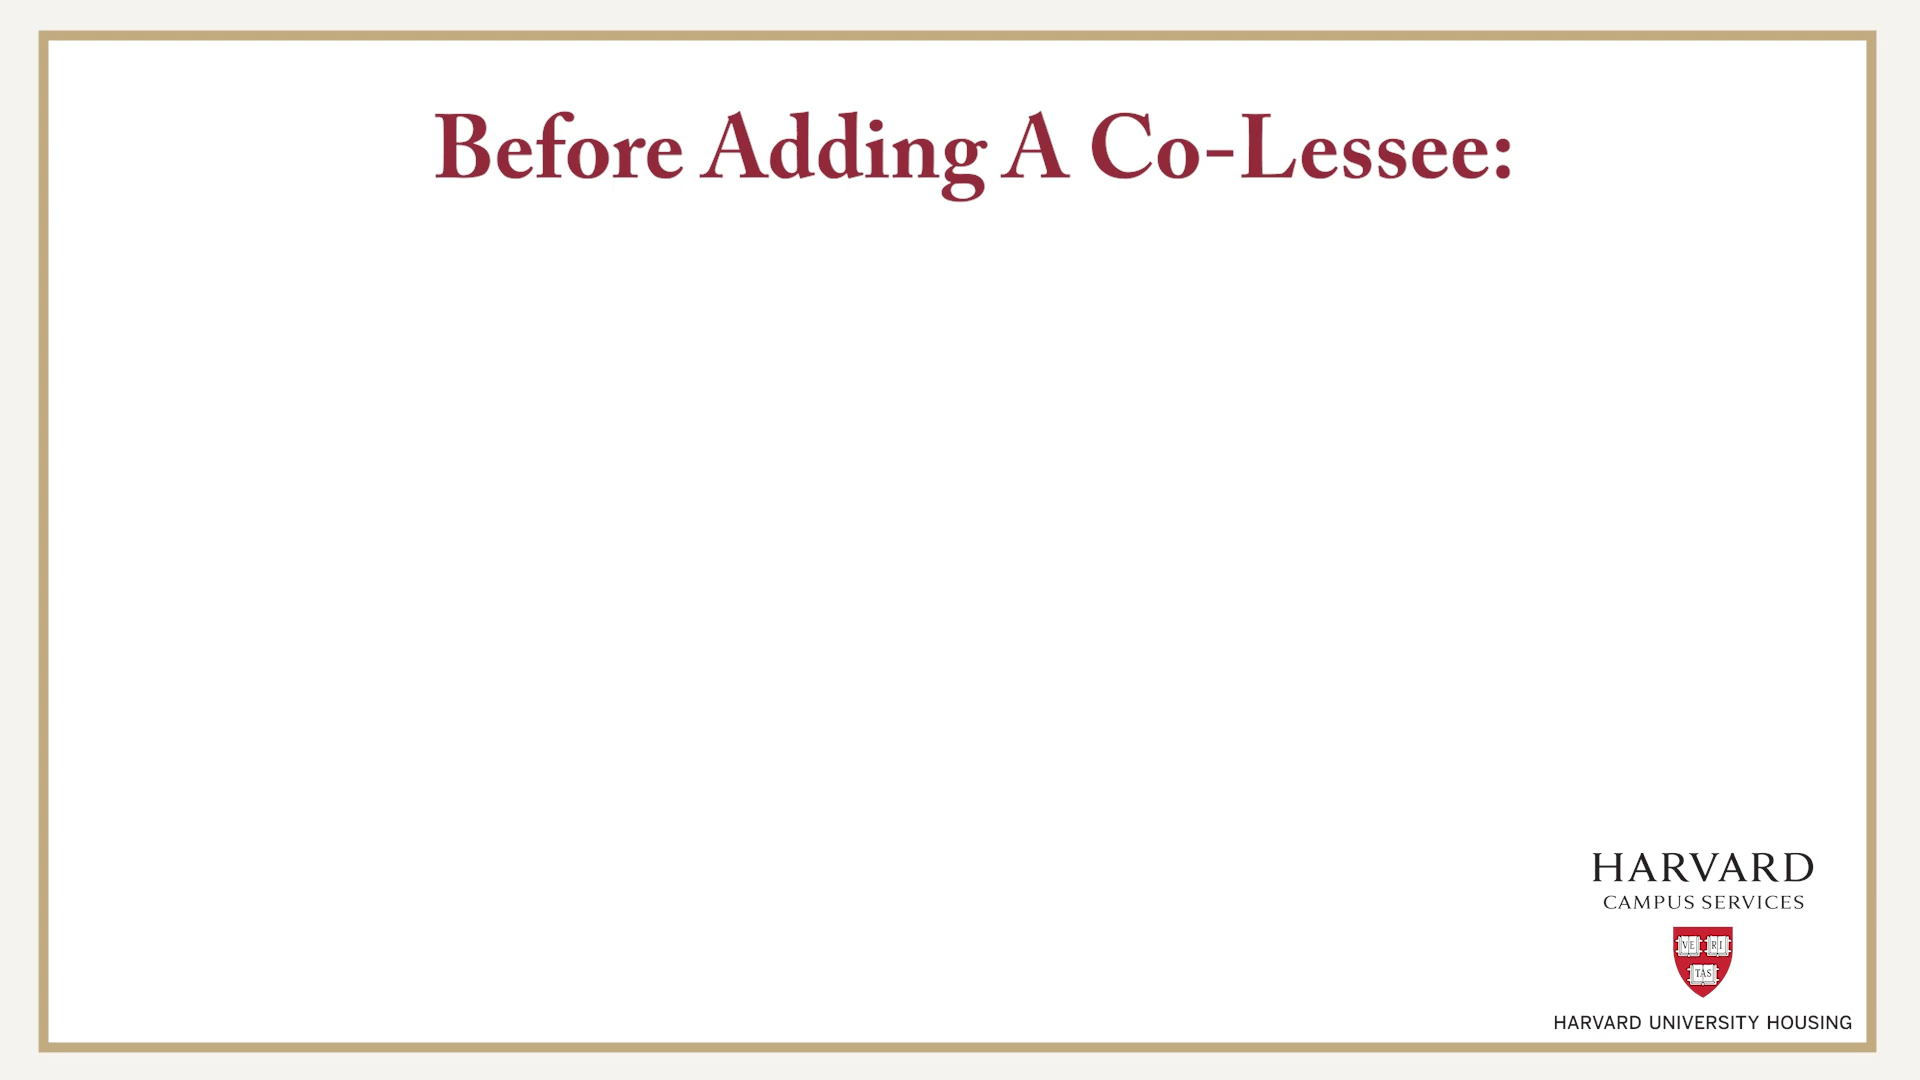 Before Adding A Co-Lessee:
HARVARD
CAMPUS SERVICES
VE RI
TAS
HARVARD UNIVERSITY HOUSING